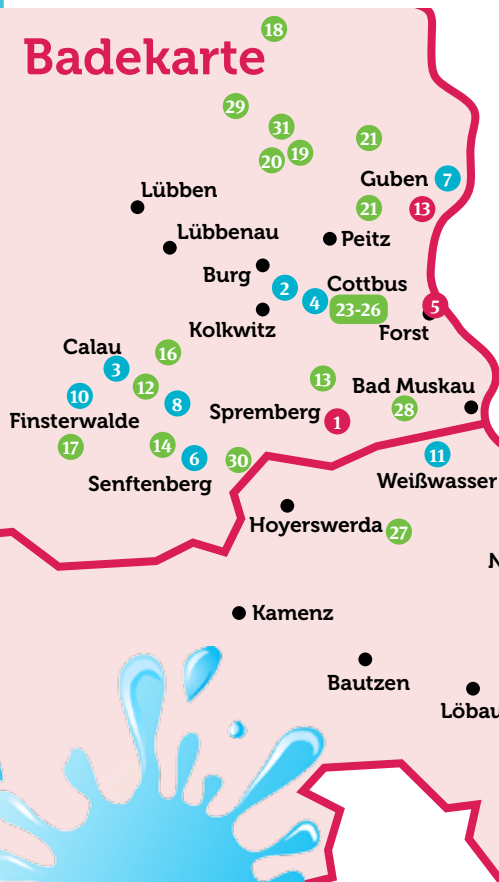 18
Badekarte
29
31
21
20
19
Guben
7
Lübben
21
13
Lübbenau
Peitz
Burg
2
Cottbus
4
23-26
5
Kolkwitz
Forst
Calau
16
3
12
13
Bad Muskau
10
8
28
Spremberg
1
Finsterwalde
17
14
6
30
11
Senftenberg
Weißwasser
Hoyerswerda
27
N
Kamenz
Bautzen
Löbau